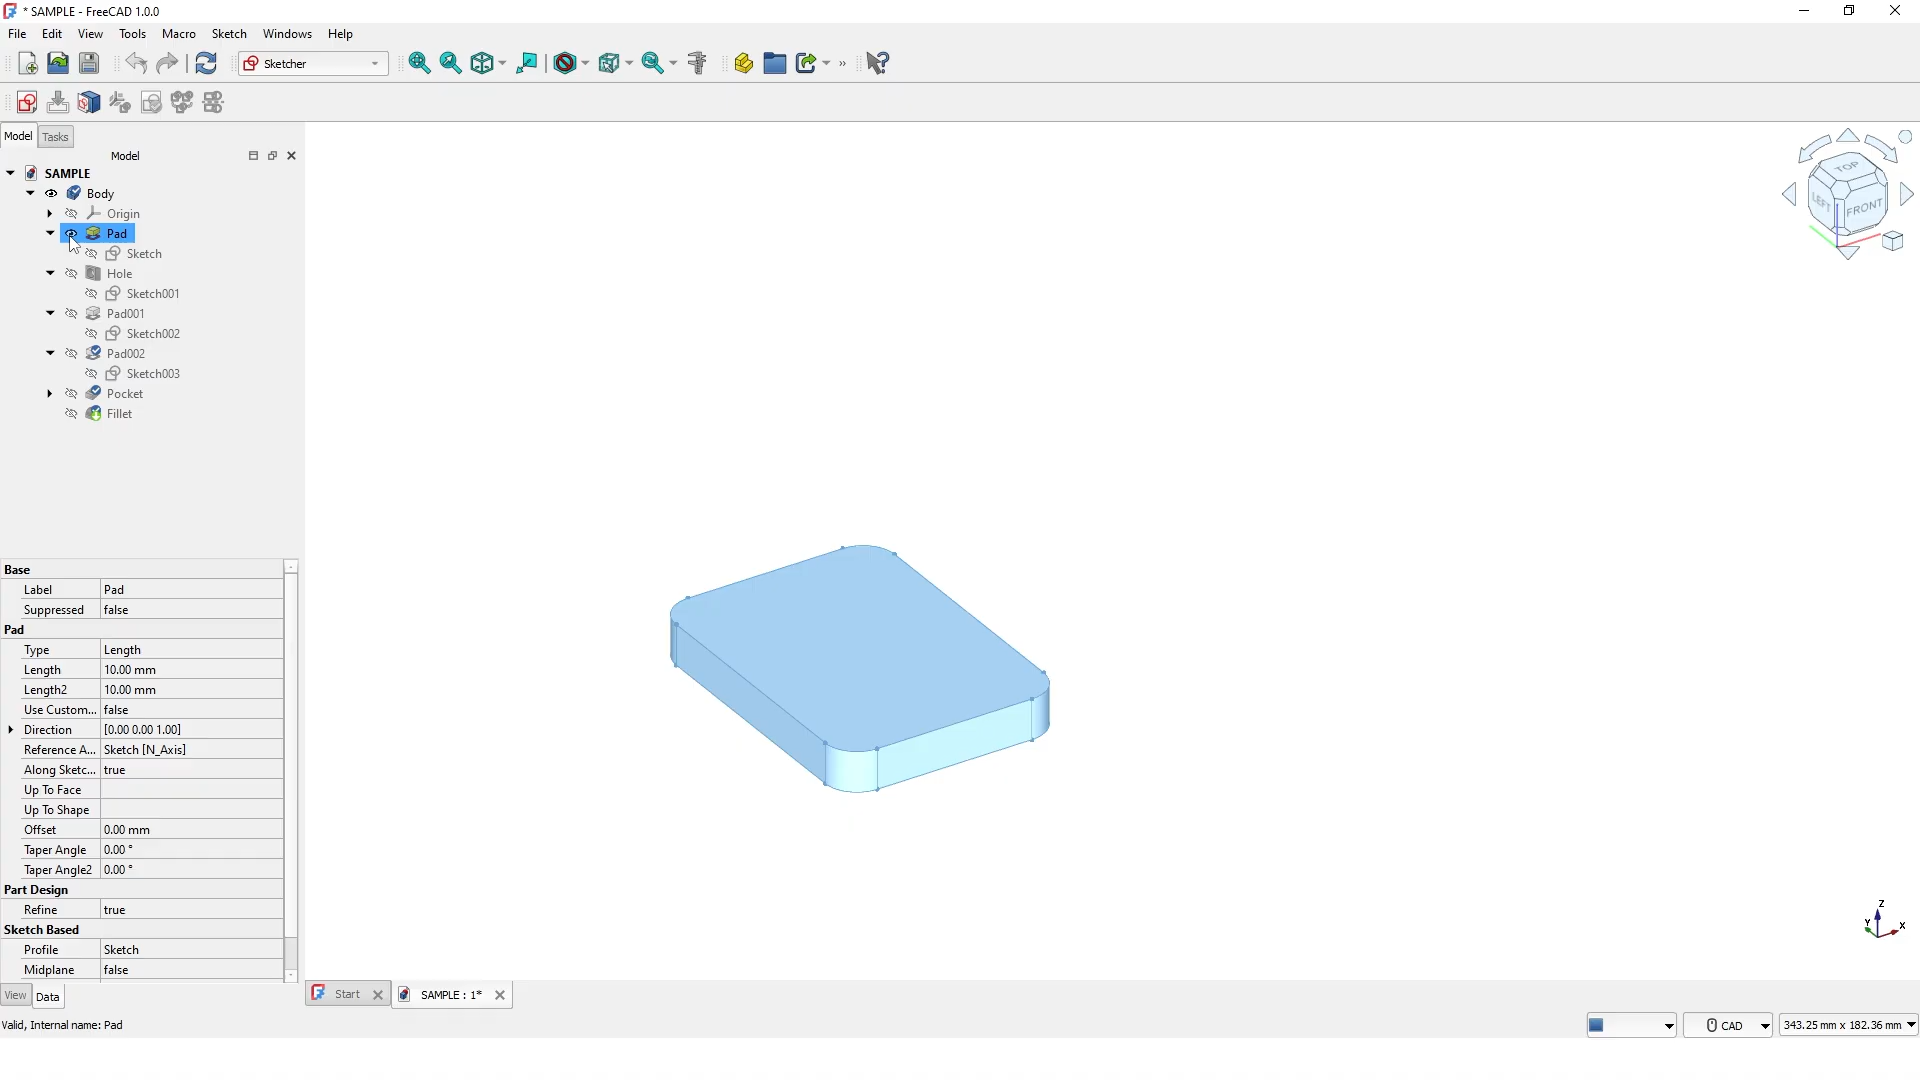 * SAMPLE - FreeCAD 1.0.0
File Edit View Tools Macro Sketch Windows Help
Sketcher
Model Tasks
Model
SAMPLE
Body
Origin
Pad
Sketch
Hole
Sketch001
Pad001
Sketch002
Pad002
Sketch003
Pocket
Fillet
TOP
LEFT FRONT
Base
Label Pad
Suppressed false
Pad
Type Length
Length 10.00 mm
Length2 10.00 mm
Use Custom... false
Direction [0.00 0.00 1.00]
Reference A... Sketch [N_Axis]
Along Sketc... true
Up To Face
Up To Shape
Offset 0.00 mm
Taper Angle 0.00 °
Taper Angle2 0.00 °
Part Design
Refine true
Sketch Based
Profile Sketch
Midplane false
View Data
Z
Y X
Start SAMPLE : 1*
Valid, Internal name: Pad
CAD 343.25 mm x 182.36 mm